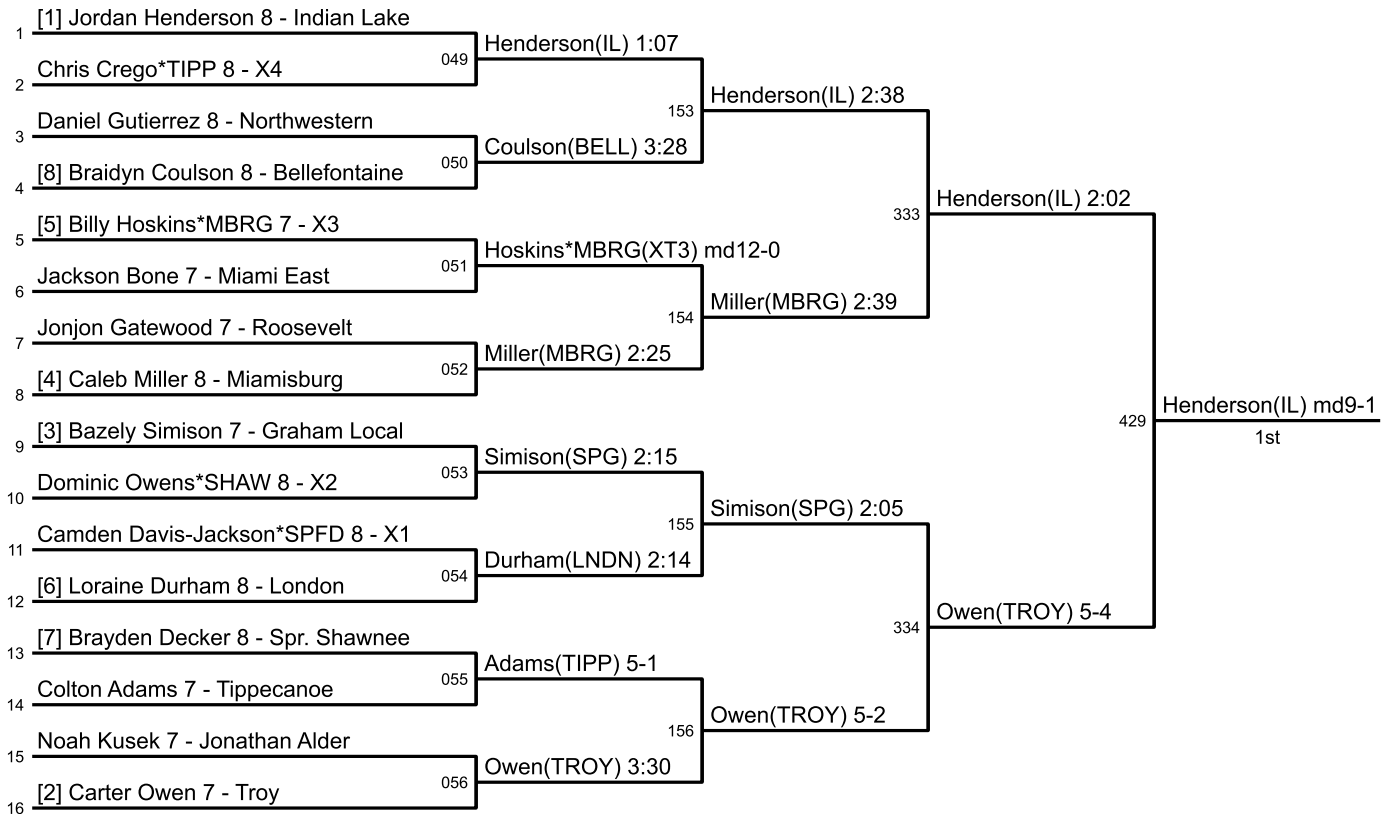 [1] Jordan Henderson 8 - Indian Lake
1
Henderson(IL) 1:07
049
Chris Crego*TIPP 8 - X4
2
Henderson(IL) 2:38
153
Daniel Gutierrez 8 - Northwestern
3
Coulson(BELL) 3:28
050
[8] Braidyn Coulson 8 - Bellefontaine
4
Henderson(IL) 2:02
333
[5] Billy Hoskins*MBRG 7 - X3
5
Hoskins*MBRG(XT3) md12-0
051
Jackson Bone 7 - Miami East
6
Miller(MBRG) 2:39
154
Jonjon Gatewood 7 - Roosevelt
7
Miller(MBRG) 2:25
052
[4] Caleb Miller 8 - Miamisburg
8
Henderson(IL) md9-1
429
1st
[3] Bazely Simison 7 - Graham Local
9
Simison(SPG) 2:15
053
Dominic Owens*SHAW 8 - X2
10
Simison(SPG) 2:05
155
Camden Davis-Jackson*SPFD 8 - X1
11
Durham(LNDN) 2:14
054
[6] Loraine Durham 8 - London
12
Owen(TROY) 5-4
334
[7] Brayden Decker 8 - Spr. Shawnee
13
Adams(TIPP) 5-1
055
Colton Adams 7 - Tippecanoe
14
Owen(TROY) 5-2
156
Noah Kusek 7 - Jonathan Alder
15
Owen(TROY) 3:30
056
[2] Carter Owen 7 - Troy
16